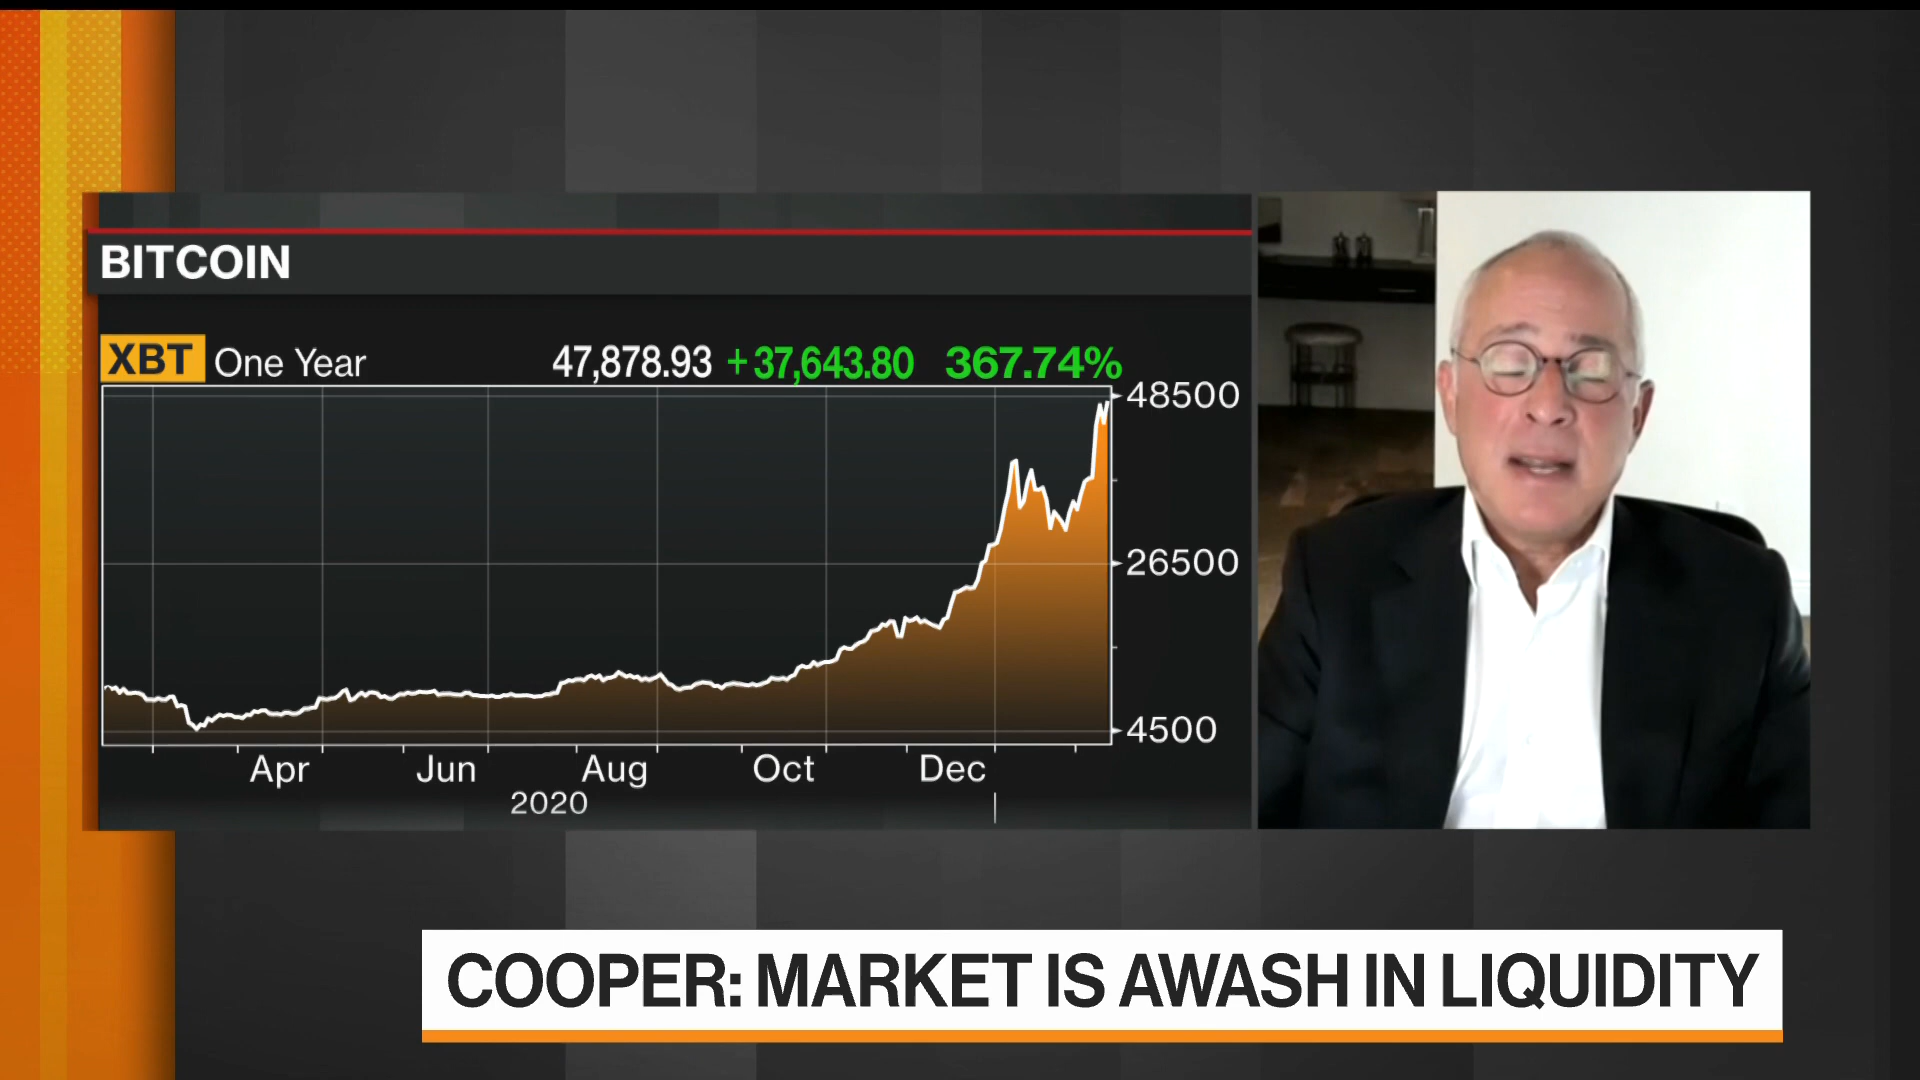 BITCOIN
XBT One Year 47,878.93 +37,643.80 367.74%
48500
26500
4500
Apr Jun Aug Oct Dec
2020
COOPER: MARKET IS AWASH IN LIQUIDITY